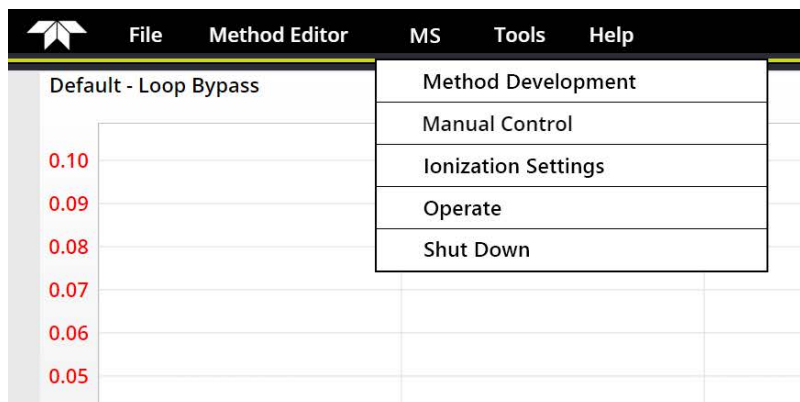 File Method Editor MS Tools Help
Default - Loop Bypass
Method Development
Manual Control
Ionization Settings
Operate
Shut Down
0.10
0.09
0.08
0.07
0.06
0.05